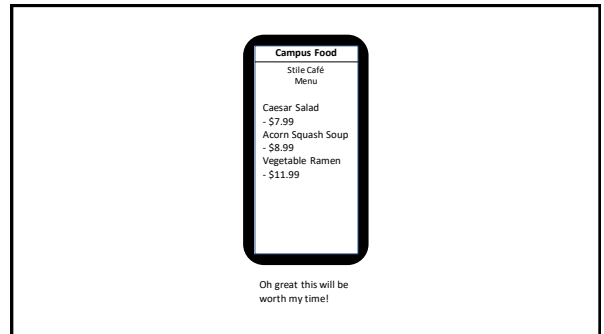 Campus Food
Stile Café
Menu
Caesar Salad
- $7.99
Acorn Squash Soup
- $8.99
Vegetable Ramen
- $11.99
Oh great this will be
worth my time!